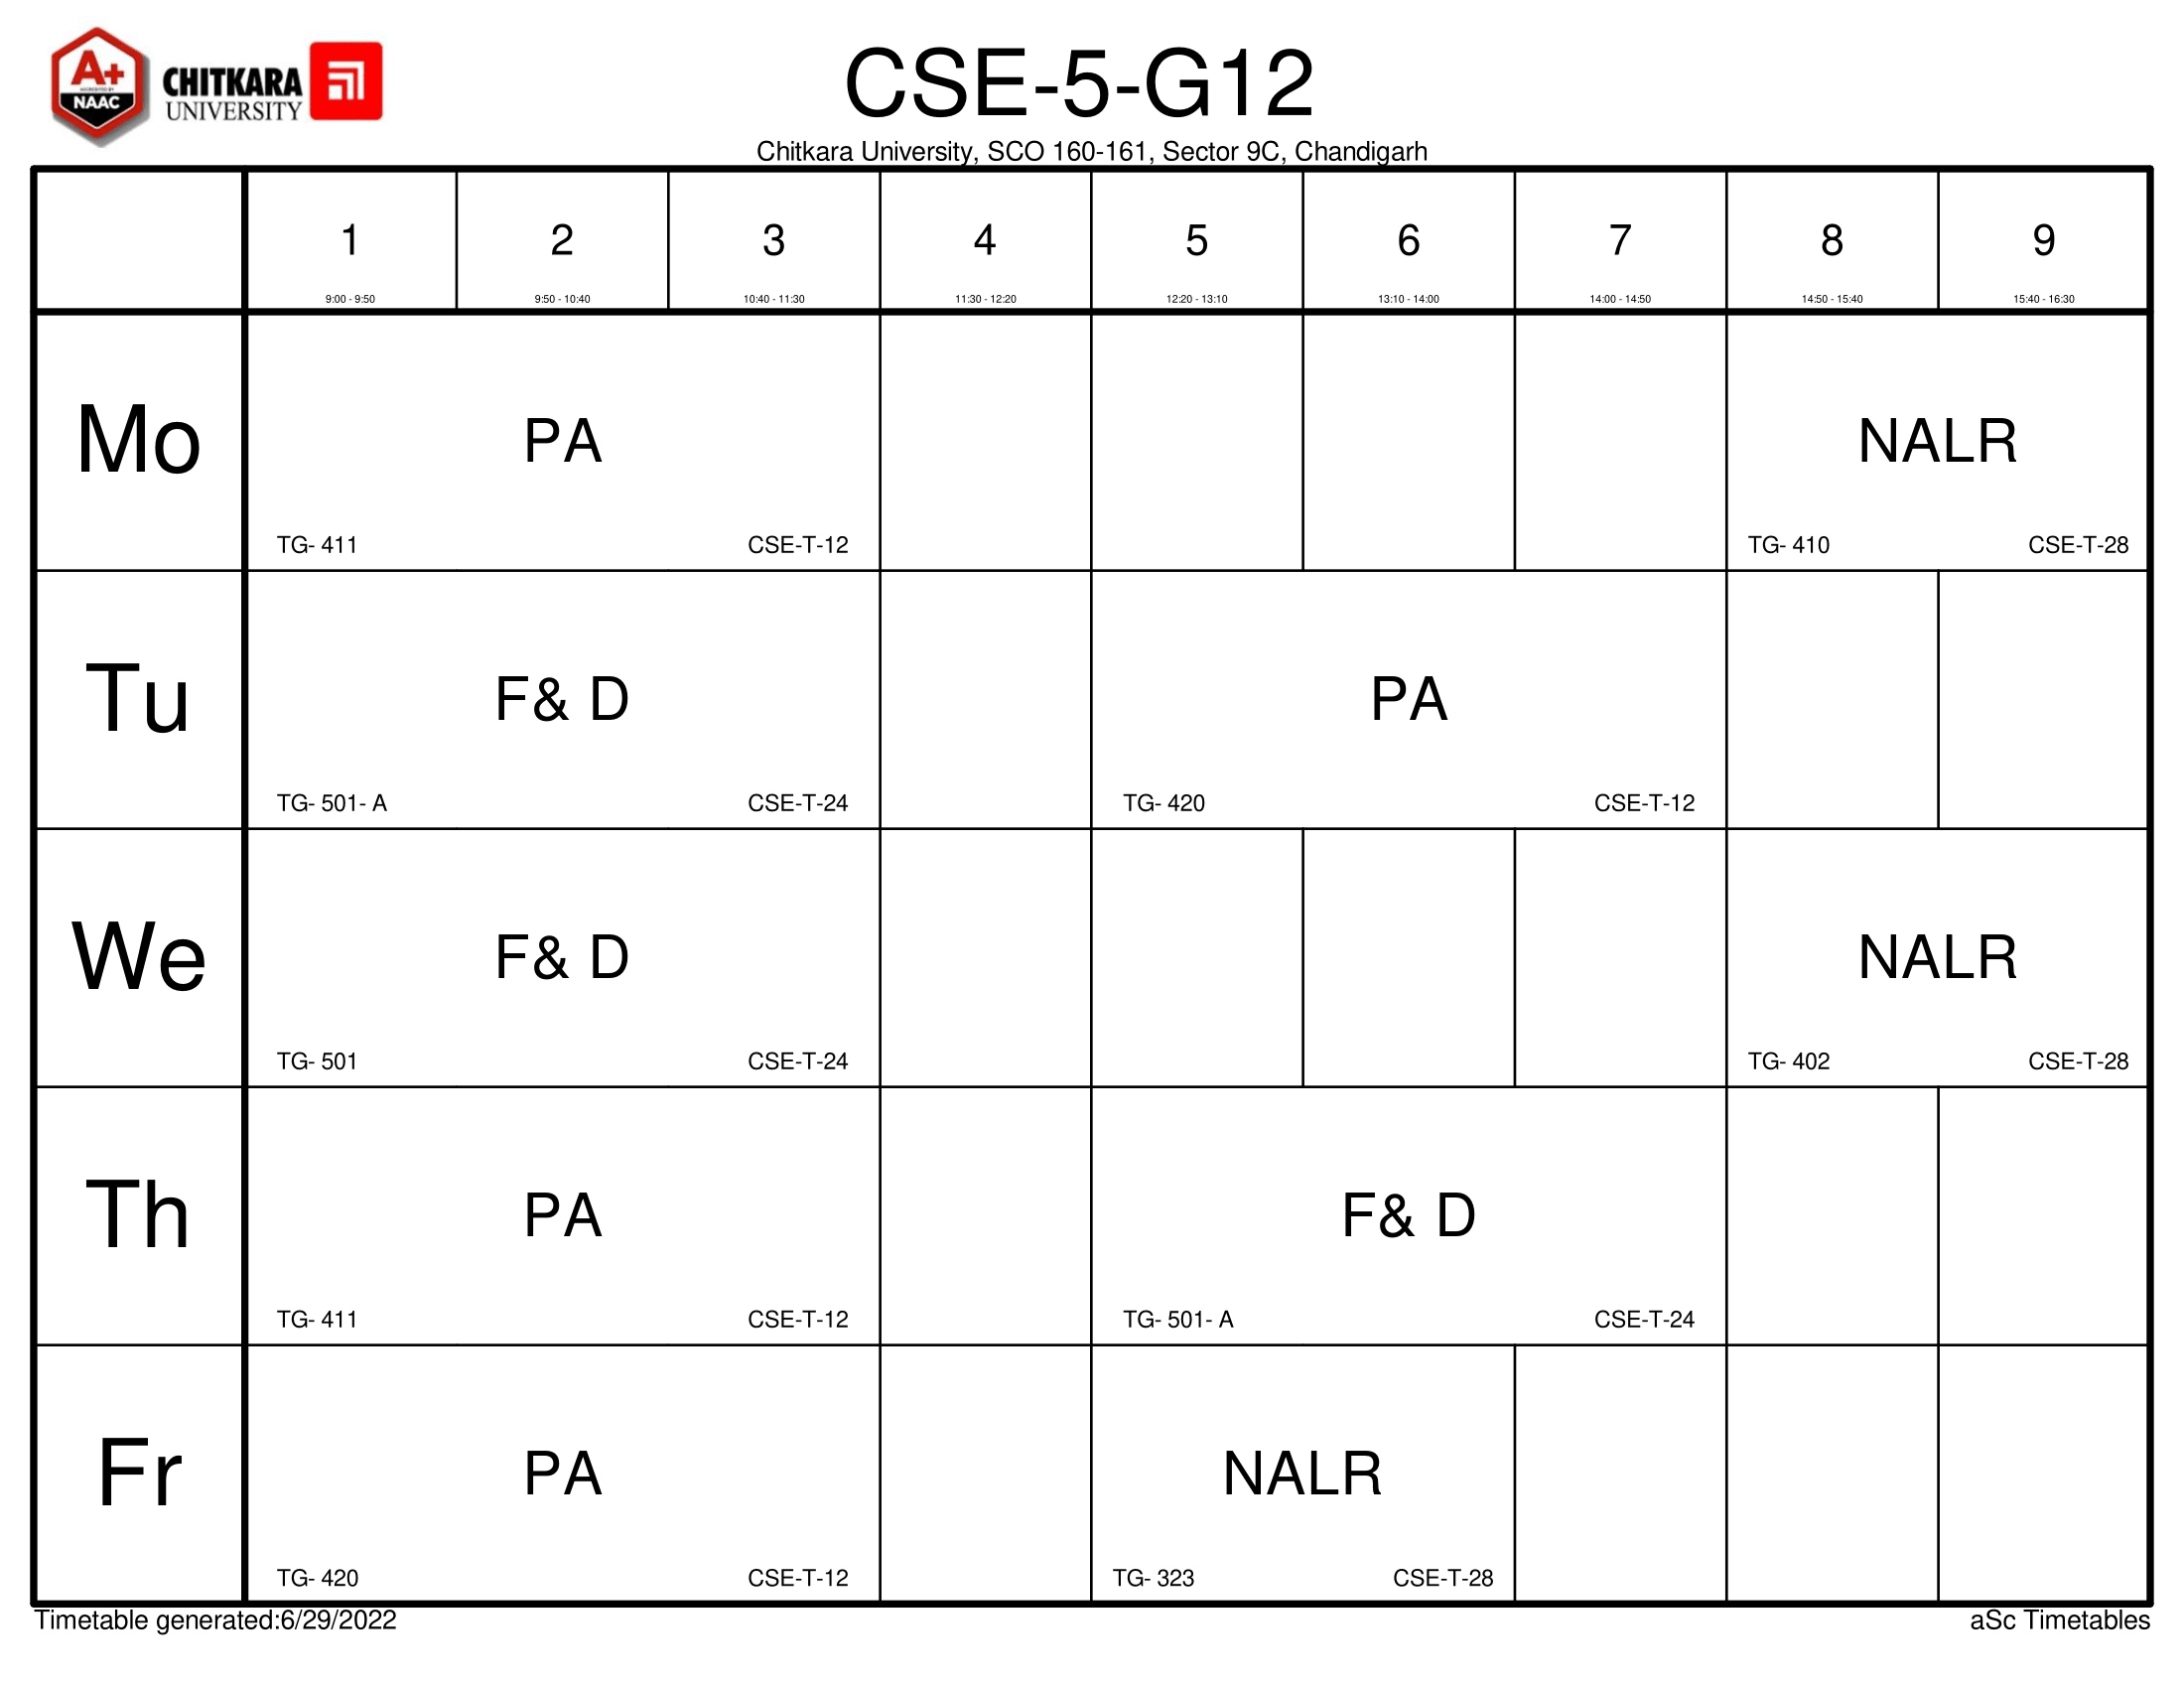 A+
ACCREDITED BY
NAAC
CHITKARA
UNIVERSITY
CSE-5-G12
Chitkara University, SCO 160-161, Sector 9C, Chandigarh
1 2 3 4 5 6 7 8 9
9:00 - 9:50 9:50 - 10:40 10:40 - 11:30 11:30 - 12:20 12:20 - 13:10 13:10 - 14:00 14:00 - 14:50 14:50 - 15:40 15:40 - 16:30
Mo PA NALR
TG- 411 CSE-T-12 TG- 410 CSE-T-28
Tu F& D PA
TG- 501- A CSE-T-24 TG- 420 CSE-T-12
We F& D NALR
TG- 501 CSE-T-24 TG- 402 CSE-T-28
Th PA F& D
TG- 411 CSE-T-12 TG- 501- A CSE-T-24
Fr PA NALR
TG- 420 CSE-T-12 TG- 323 CSE-T-28
Timetable generated:6/29/2022 aSc Timetables